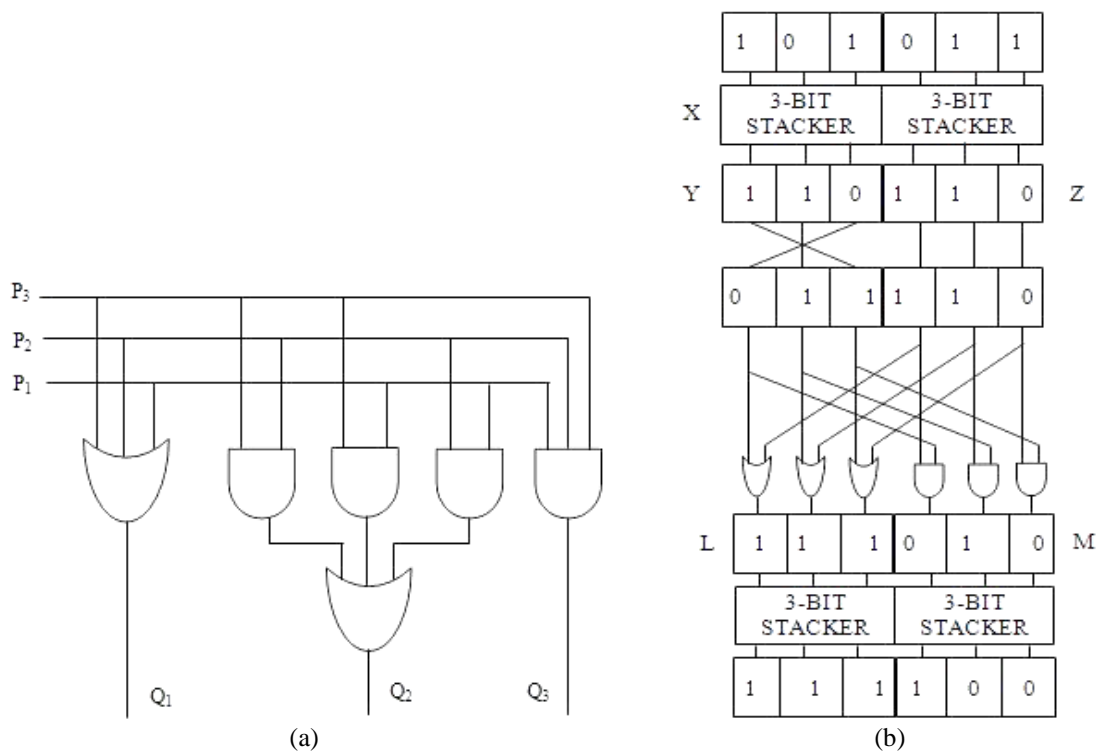 P3
P2
P1
Q1
Q2
Q3
(a)
1 0 1 0 1 1
X
3-BIT STACKER
3-BIT STACKER
Y
1 1 0 1 1 0
Z
0 1 1 1 1 0
L
1 1 1 0 1 0
M
3-BIT STACKER
3-BIT STACKER
1 1 1 1 0 0
(b)